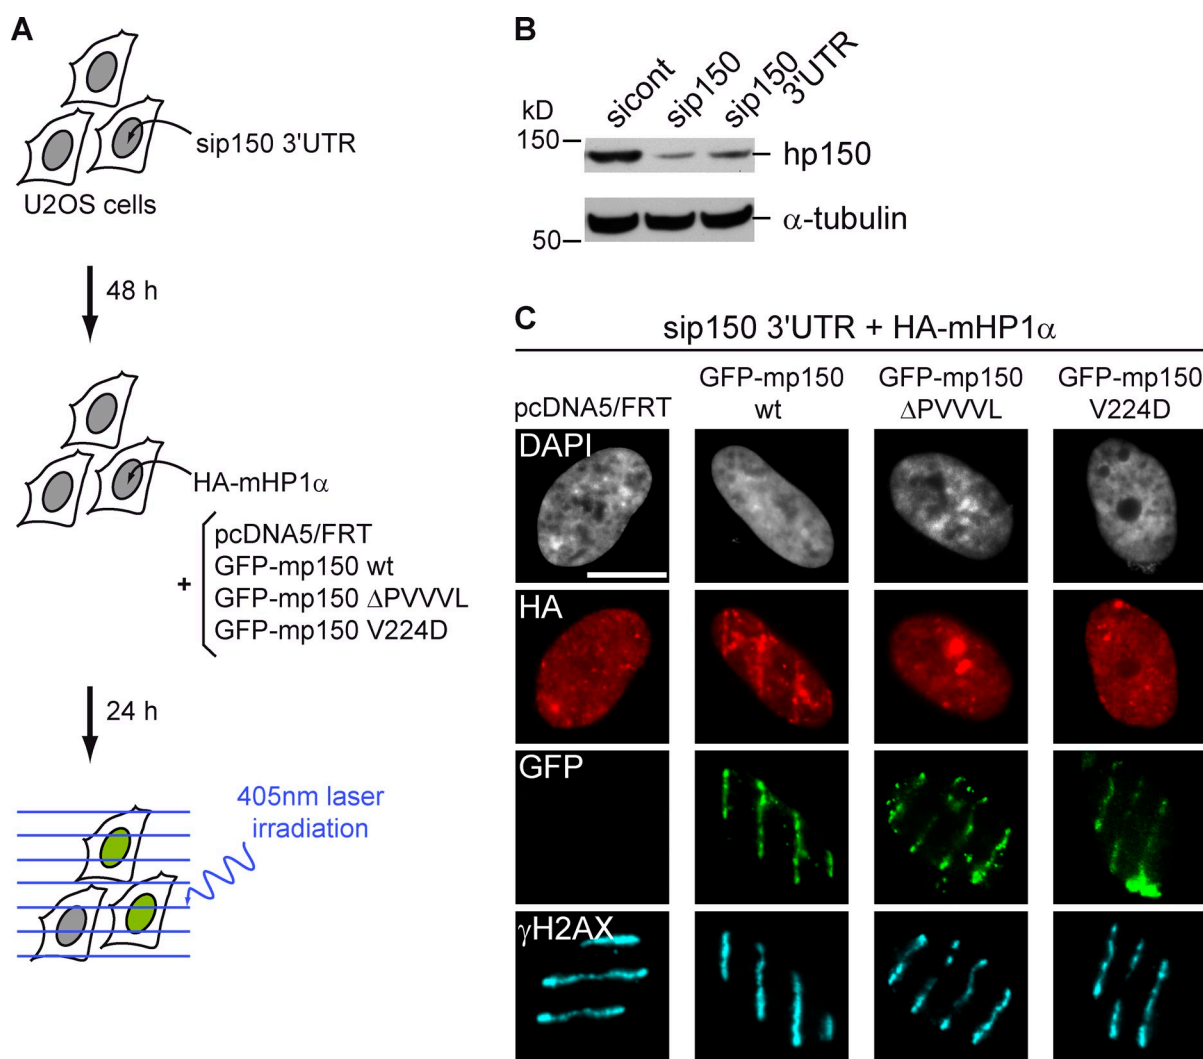 A
sip150 3'UTR
U2OS cells
48 h
HA-mHP1α
+
pcDNA5/FRT
GFP-mp150 wt
GFP-mp150 ΔPVVVL
GFP-mp150 V224D
24 h
405nm laser
irradiation
B
kD
sicont
sip150
sip150
3'UTR
150
hp150
α-tubulin
50
C
sip150 3'UTR + HA-mHP1α
pcDNA5/FRT
GFP-mp150
wt
GFP-mp150
ΔPVVVL
GFP-mp150
V224D
DAPI
HA
GFP
γH2AX